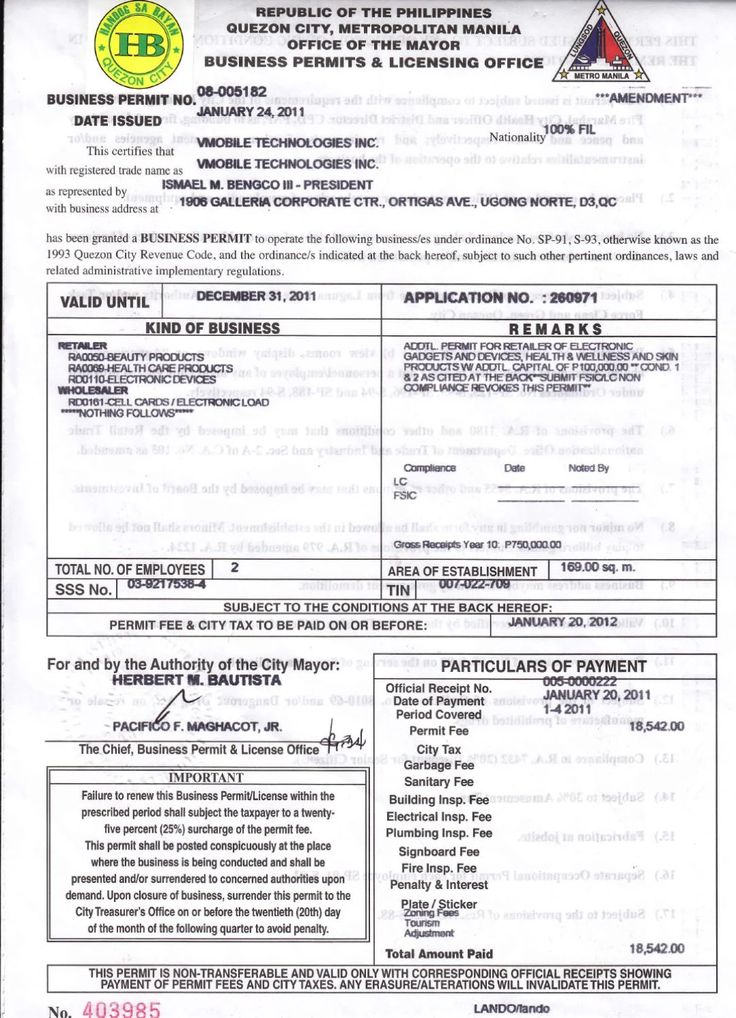 HANDOG SA BAYAN
HB
QUEZON CITY
REPUBLIC OF THE PHILIPPINES
QUEZON CITY, METROPOLITAN MANILA
OFFICE OF THE MAYOR
BUSINESS PERMITS & LICENSING OFFICE
LUNGSOD QUEZON
METRO MANILA
BUSINESS PERMIT NO. 08-005182
***AMENDMENT***
DATE ISSUED JANUARY 24, 2011
This certifies that VMOBILE TECHNOLOGIES INC. Nationality 100% FIL
with registered trade name as VMOBILE TECHNOLOGIES INC.
as represented by ISMAEL M. BENGCO III - PRESIDENT
with business address at 1906 GALLERIA CORPORATE CTR., ORTIGAS AVE., UGONG NORTE, D3,QC
has been granted a BUSINESS PERMIT to operate the following business/es under ordinance No. SP-91, S-93, otherwise known as the
1993 Quezon City Revenue Code, and the ordinance/s indicated at the back hereof, subject to such other pertinent ordinances, laws and
related administrative implementary regulations.
VALID UNTIL DECEMBER 31, 2011 APPLICATION NO. : 260971
KIND OF BUSINESS
RETAILER
RA0050-BEAUTY PRODUCTS
RA0069-HEALTH CARE PRODUCTS
RD0110-ELECTRONIC DEVICES
WHOLESALER
RD0161-CELL CARDS / ELECTRONIC LOAD
*****NOTHING FOLLOWS*****
REMARKS
ADDTL. PERMIT FOR RETAILER OF ELECTRONIC
GADGETS AND DEVICES, HEALTH & WELLNESS AND SKIN
PRODUCTS W/ ADDTL. CAPITAL OF P100,000.00 ** COND. 1
& 2 AS CITED AT THE BACK**SUBMIT FSIC/LC NON
COMPLIANCE REVOKES THIS PERMIT**
Compliance Date Noted By
LC
FSIC
Gross Receipts Year 10: P750,000.00
TOTAL NO. OF EMPLOYEES 2 AREA OF ESTABLISHMENT 169.00 sq. m.
SSS No. 03-9217538-4 TIN 007-022-709
SUBJECT TO THE CONDITIONS AT THE BACK HEREOF:
PERMIT FEE & CITY TAX TO BE PAID ON OR BEFORE: JANUARY 20, 2012
For and by the Authority of the City Mayor:
HERBERT M. BAUTISTA
PACIFICO F. MAGHACOT, JR.
The Chief, Business Permit & License Office
IMPORTANT
Failure to renew this Business Permit/License within the
prescribed period shall subject the taxpayer to a twenty-
five percent (25%) surcharge of the permit fee.
This permit shall be posted conspicuously at the place
where the business is being conducted and shall be
presented and/or surrendered to concerned authorities upon
demand. Upon closure of business, surrender this permit to the
City Treasurer's Office on or before the twentieth (20th) day
of the month of the following quarter to avoid penalty.
PARTICULARS OF PAYMENT
Official Receipt No. 005-0000222
Date of Payment JANUARY 20, 2011
Period Covered 1-4 2011
Permit Fee 18,542.00
City Tax
Garbage Fee
Sanitary Fee
Building Insp. Fee
Electrical Insp. Fee
Plumbing Insp. Fee
Signboard Fee
Fire Insp. Fee
Penalty & Interest
Plate / Sticker
Zoning Fees
Tourism
Adjustment
Total Amount Paid 18,542.00
THIS PERMIT IS NON-TRANSFERABLE AND VALID ONLY WITH CORRESPONDING OFFICIAL RECEIPTS SHOWING
PAYMENT OF PERMIT FEES AND CITY TAXES. ANY ERASURE/ALTERATIONS WILL INVALIDATE THIS PERMIT.
No. 403985
LANDO/lando